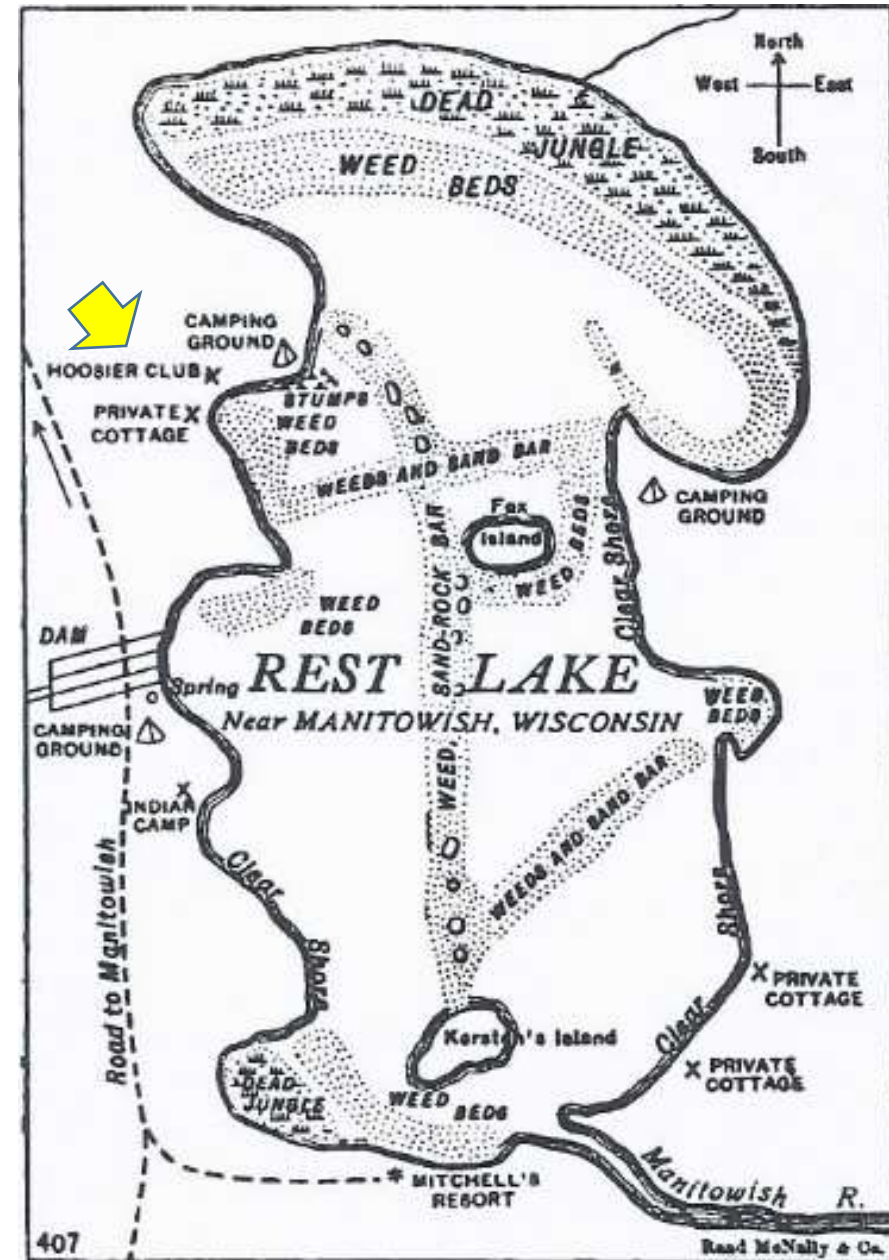 North
West
East
South
DEAD
JUNGLE
WEED
BEDS
CAMPING
GROUND
HOOSIER CLUB
PRIVATE
COTTAGE
STUMPS
WEED
BEDS
WEEDS AND SAND BAR
CAMPING
GROUND
Fox
Island
WEED BEDS
Clear Shore
WEED
BEDS
DAM
Spring
REST LAKE
Near MANITOWISH, WISCONSIN
WEED
BEDS
CAMPING
GROUND
WEED, SAND-ROCK BAR
INDIAN
CAMP
WEEDS AND SAND BAR
Clear Shore
Road to Manitowish
Clear Shore
PRIVATE
COTTAGE
Kersten's Island
PRIVATE
COTTAGE
DEAD
JUNGLE
WEED
BEDS
MITCHELL'S
RESORT
Manitowish R.
407
Rand McNally & Co.